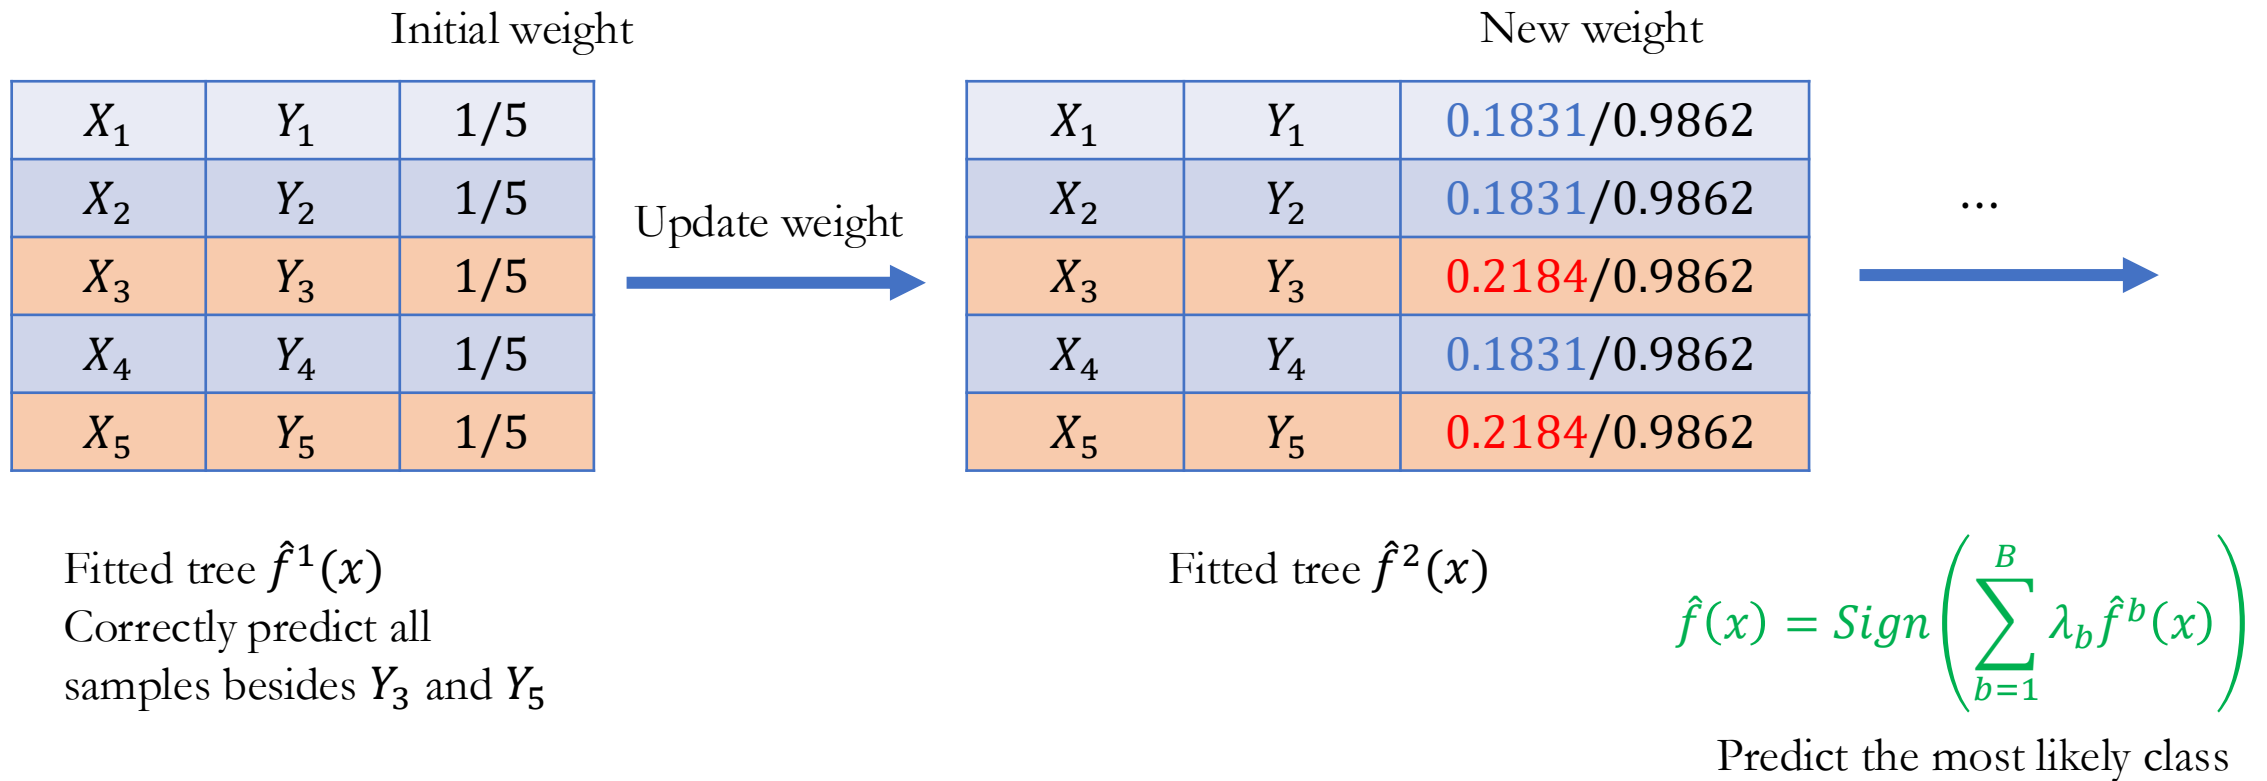 Initial weight
X₁ Y₁ 1/5
X₂ Y₂ 1/5
X₃ Y₃ 1/5
X₄ Y₄ 1/5
X₅ Y₅ 1/5
Update weight
New weight
X₁ Y₁ 0.1831/0.9862
X₂ Y₂ 0.1831/0.9862
X₃ Y₃ 0.2184/0.9862
X₄ Y₄ 0.1831/0.9862
X₅ Y₅ 0.2184/0.9862
...
Fitted tree f̂¹(x)
Correctly predict all
samples besides Y₃ and Y₅
Fitted tree f̂²(x)
f̂(x) = Sign(∑_{b=1}^{B} λ_b f̂ᵇ(x))
Predict the most likely class